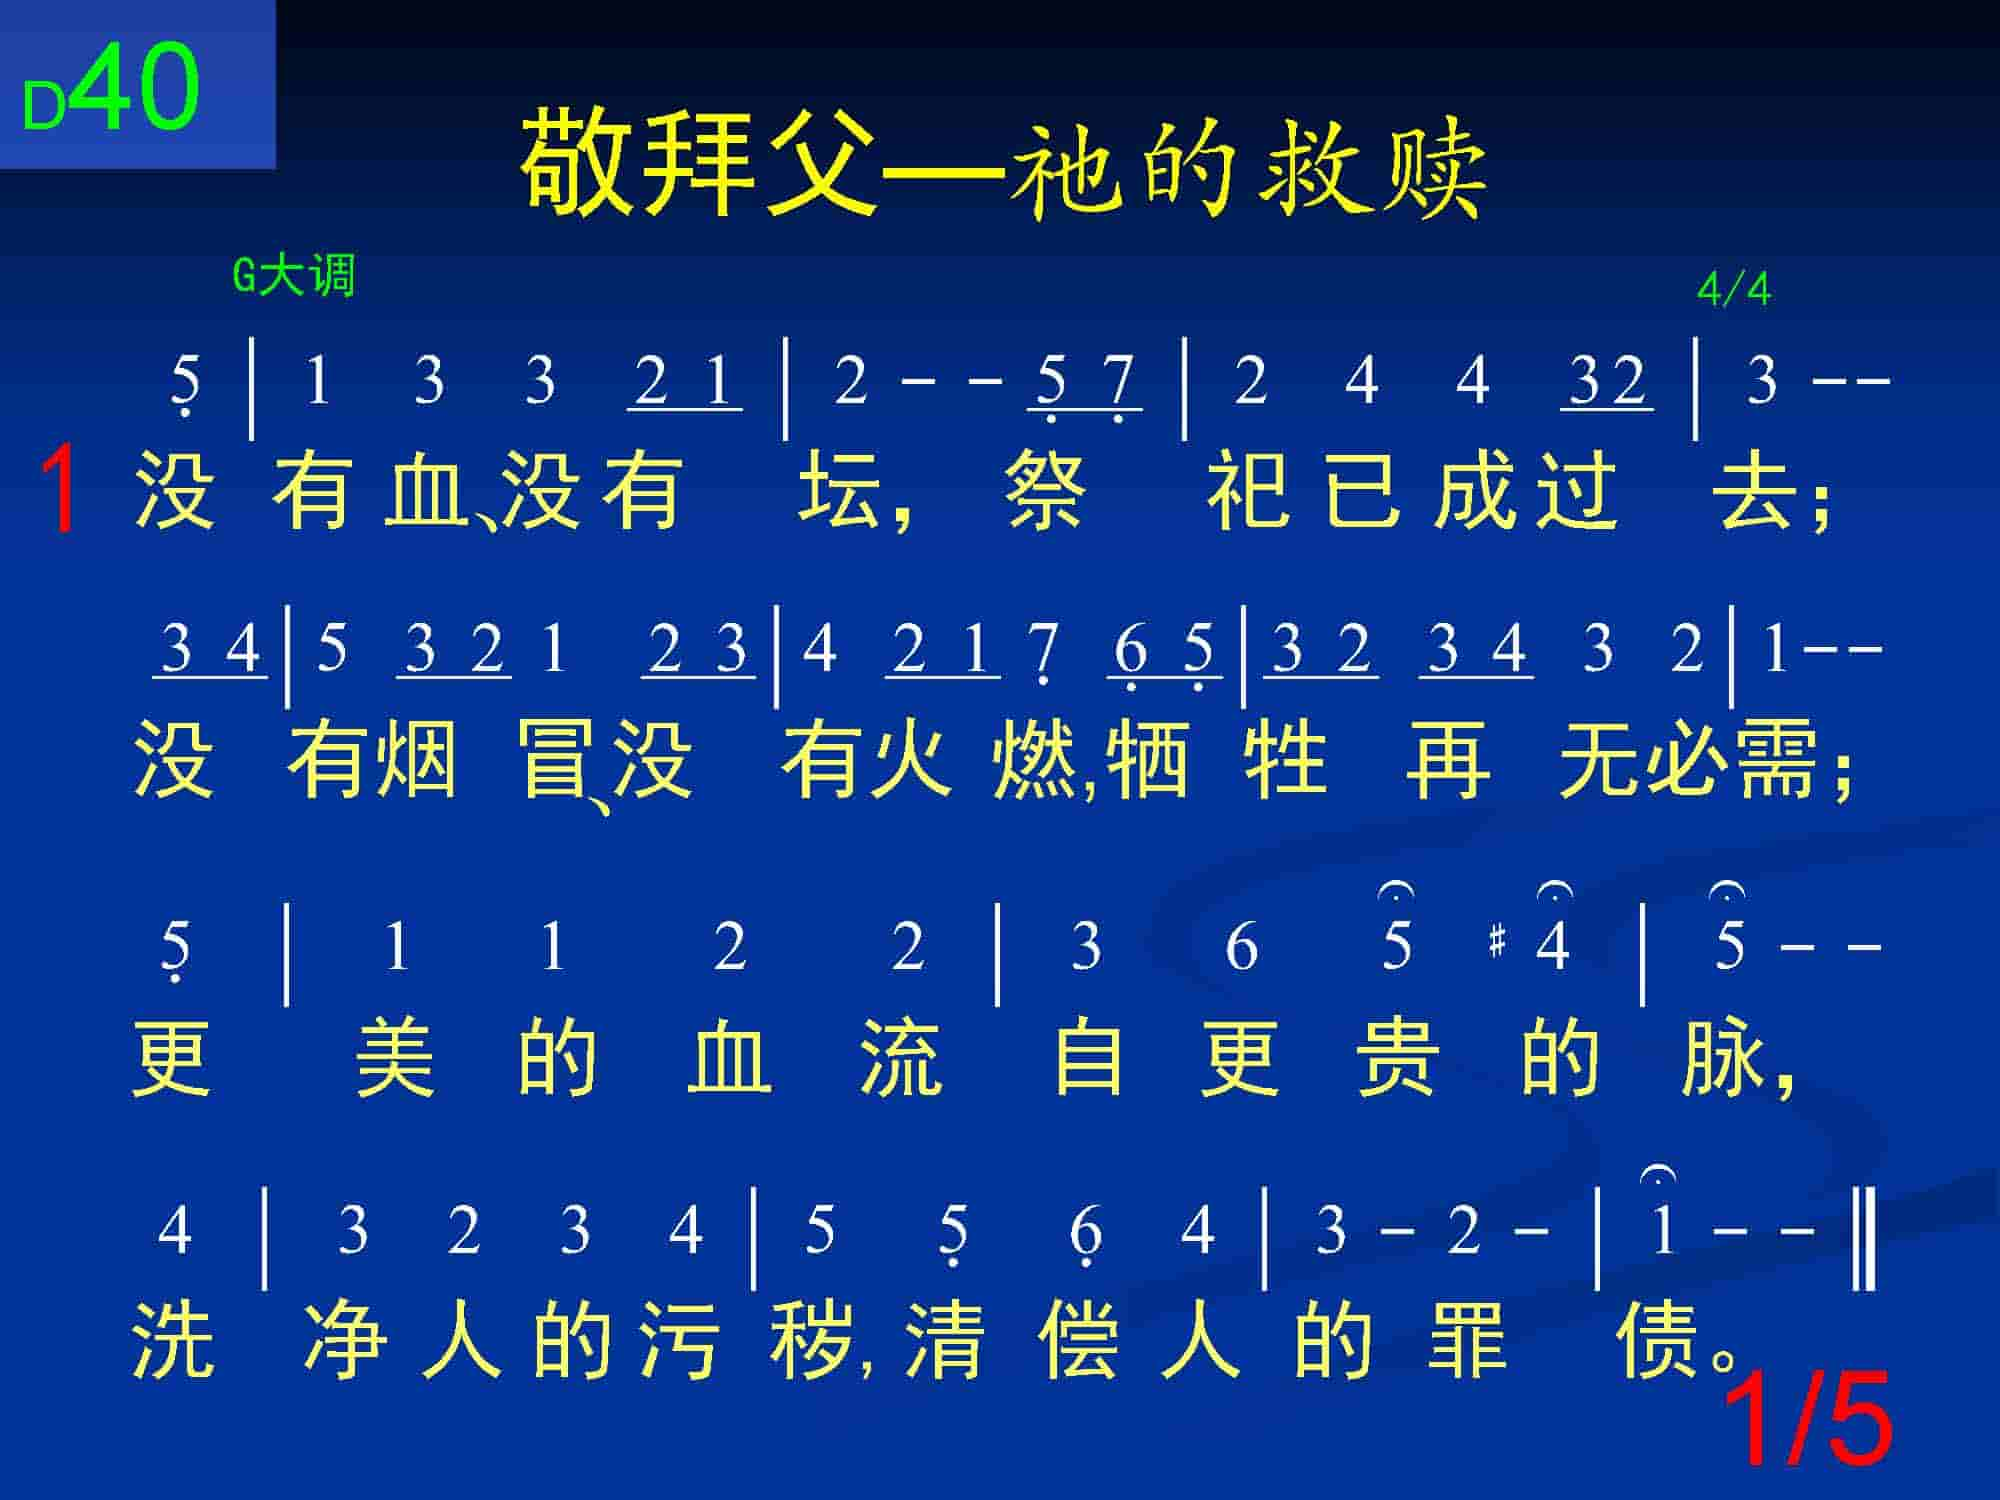 D40
敬拜父—祂的救赎
G大调 4/4
5̣ | 1 3 3 2 1 | 2 - - 5̣ 7̣ | 2 4 4 3 2 | 3 - -
1 没 有 血、没 有 坛， 祭 祀 已 成 过 去；
3 4 | 5 3 2 1 2 3 | 4 2 1 7̣ 6̣ 5̣ | 3 2 3 4 3 2 | 1 - -
没 有 烟 冒、没 有 火 燃,牺 牲 再 无 必 需；
5̣ | 1 1 2 2 | 3 6 5 #4 | 5 - -
更 美 的 血 流 自 更 贵 的 脉，
4 | 3 2 3 4 | 5 5̣ 6̣ 4 | 3 - 2 - | 1 - - ‖
洗 净 人 的 污 秽,清 偿 人 的 罪 债。
1/5